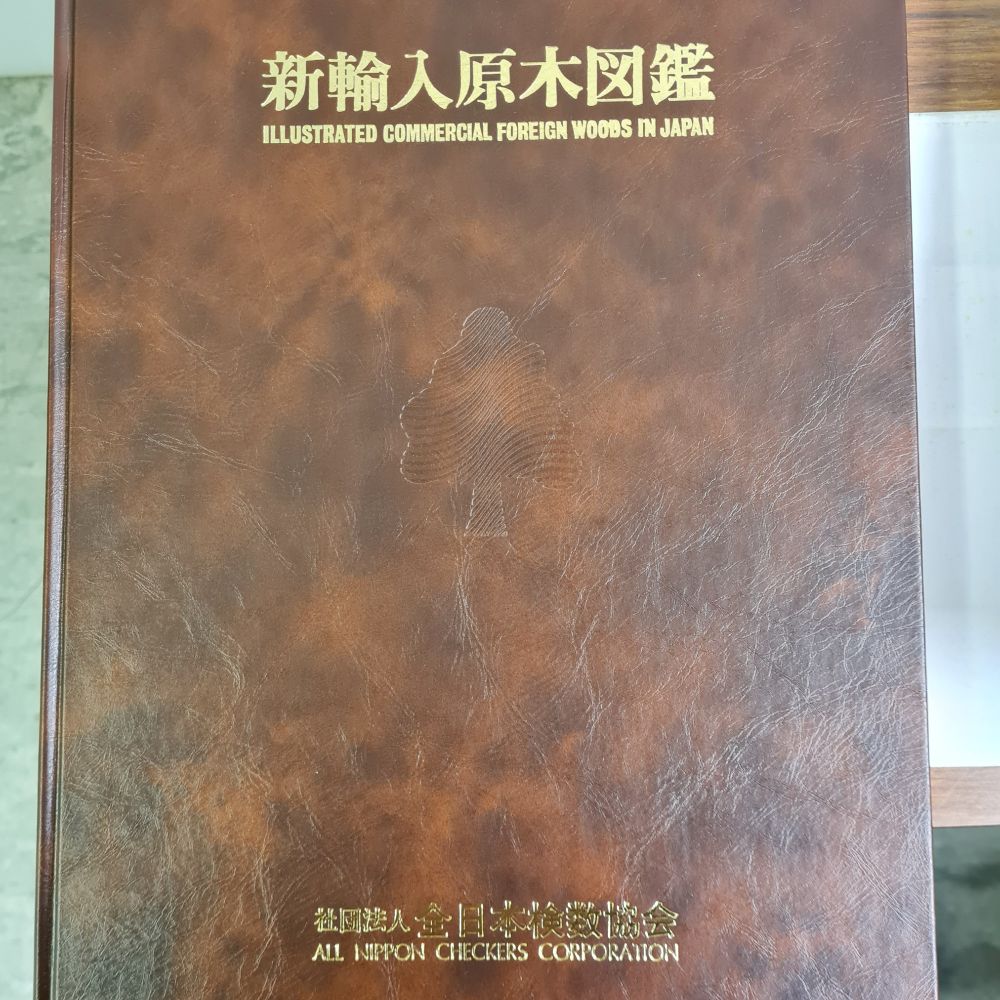 新輸入原木図鑑
ILLUSTRATED COMMERCIAL FOREIGN WOODS IN JAPAN
社団法人 全日本検数協会
ALL NIPPON CHECKERS CORPORATION